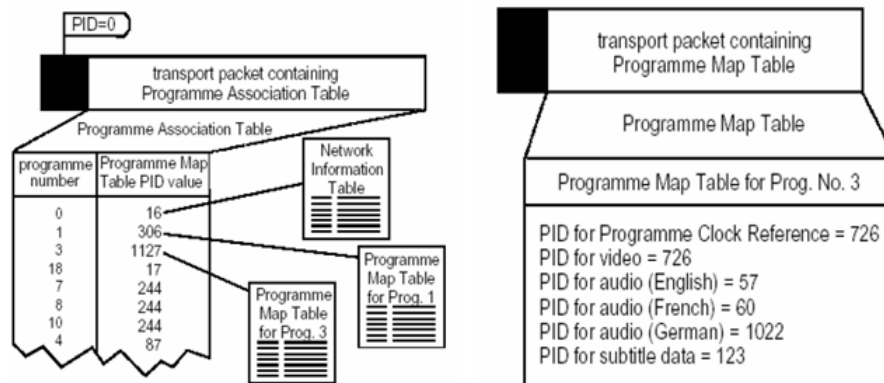 PID=0
transport packet containing
Programme Association Table
Programme Association Table
programme number
Programme Map Table PID value
0 16
1 306
3 1127
18 17
7 244
8 244
10 244
4 87
Network
Information
Table
Programme
Map Table
for Prog. 1
Programme
Map Table
for Prog. 3
transport packet containing
Programme Map Table
Programme Map Table
Programme Map Table for Prog. No. 3
PID for Programme Clock Reference = 726
PID for video = 726
PID for audio (English) = 57
PID for audio (French) = 60
PID for audio (German) = 1022
PID for subtitle data = 123